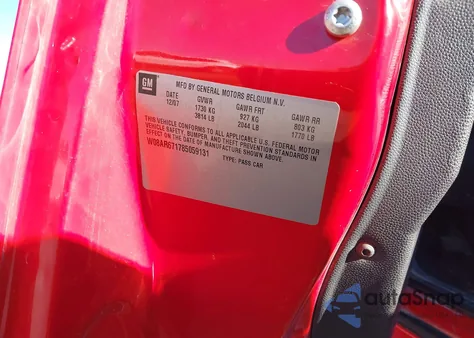 GM
MFD BY GENERAL MOTORS BELGIUM N.V.
DATE GVWR GAWR FRT GAWR RR
12/07 1730 KG 927 KG 803 KG
3814 LB 2044 LB 1770 LB
THIS VEHICLE CONFORMS TO ALL APPLICABLE U.S. FEDERAL MOTOR
VEHICLE SAFETY, BUMPER, AND THEFT PREVENTION STANDARDS IN
EFFECT ON THE DATE OF MANUFACTURE SHOWN ABOVE.
W08AR671785059131 TYPE: PASS CAR
autoSnap